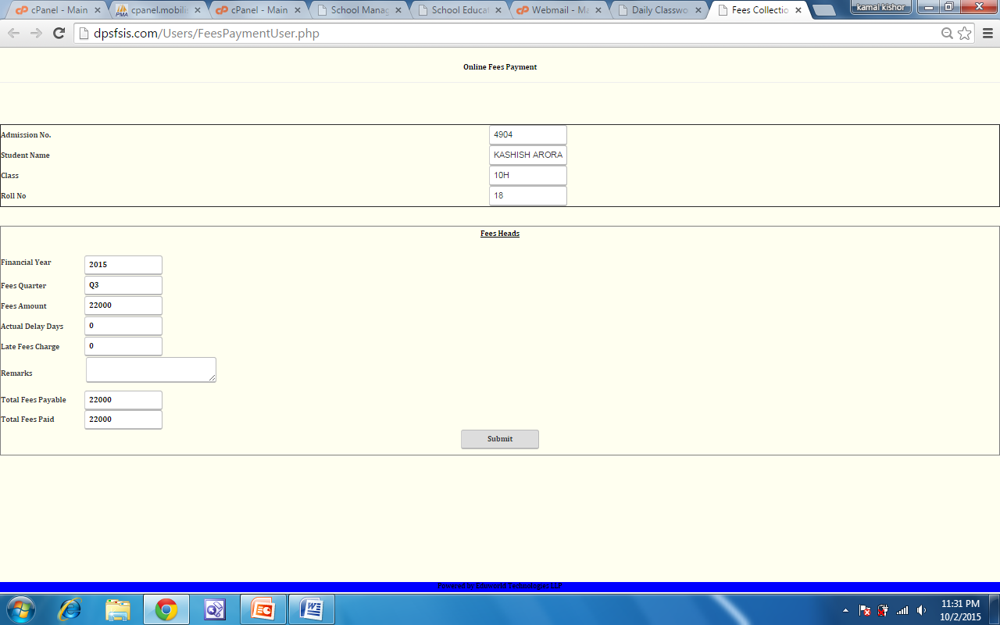 cPanel - Main
cpanel.mobili
cPanel - Main
School Manag
School Educat
Webmail - Ma
Daily Classwo
Fees Collectio
kamal kishor
dpsfsis.com/Users/FeesPaymentUser.php
Online Fees Payment
Admission No. 4904
Student Name KASHISH ARORA
Class 10H
Roll No 18
Fees Heads
Financial Year 2015
Fees Quarter Q3
Fees Amount 22000
Actual Delay Days 0
Late Fees Charge 0
Remarks
Total Fees Payable 22000
Total Fees Paid 22000
Submit
Powered by Eduworld Technologies LLP
11:31 PM
10/2/2015